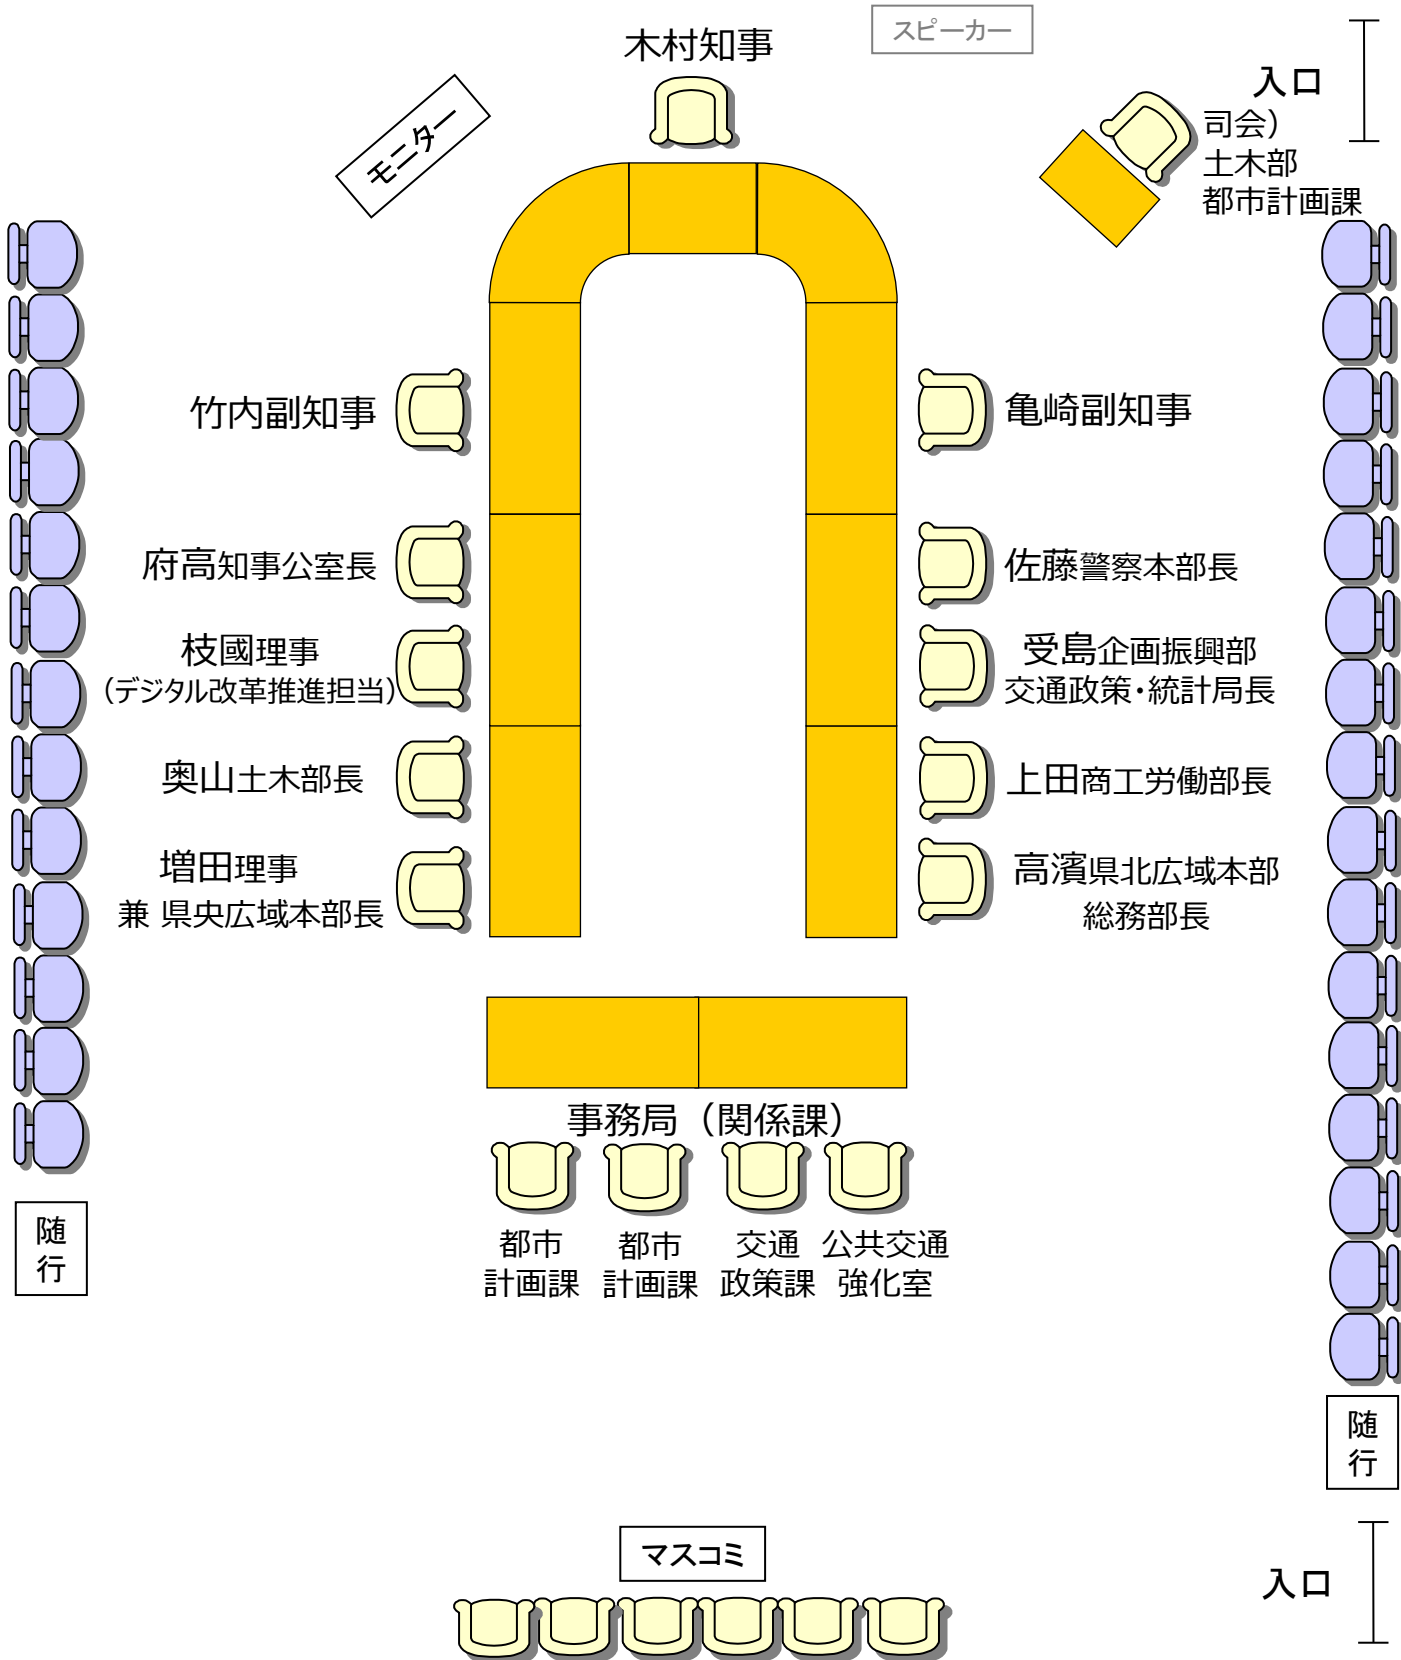 スピーカー
木村知事
入口
モニター
司会）
土木部
都市計画課
竹内副知事
亀崎副知事
府高知事公室長
佐藤警察本部長
枝國理事
（デジタル改革推進担当）
受島企画振興部
交通政策・統計局長
奥山土木部長
上田商工労働部長
増田理事
兼 県央広域本部長
高濱県北広域本部
総務部長
事務局（関係課）
都市
計画課
都市
計画課
交通
政策課
公共交通
強化室
随
行
随
行
マスコミ
入口